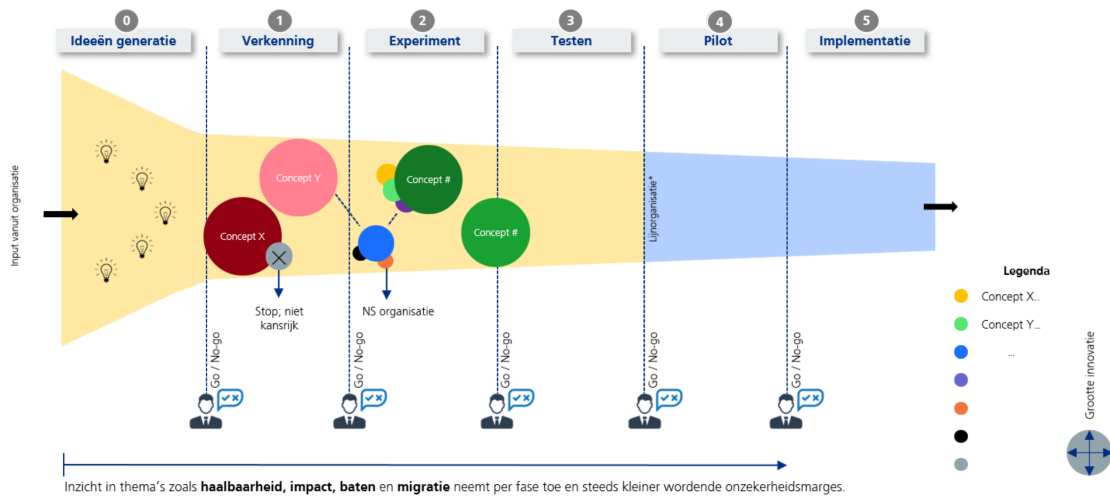 0
1
2
3
4
5
Ideeën generatie
Verkenning
Experiment
Testen
Pilot
Implementatie
Input vanuit organisatie
Concept Y
Concept #
Concept X
Concept #
Lijnorganisatie*
Stop; niet
kansrijk
NS organisatie
Go / No-go
Go / No-go
Go / No-go
Go / No-go
Go / No-go
Legenda
Concept X..
Concept Y...
...
Grootte innovatie
Inzicht in thema's zoals haalbaarheid, impact, baten en migratie neemt per fase toe en steeds kleiner wordende onzekerheidsmarges.